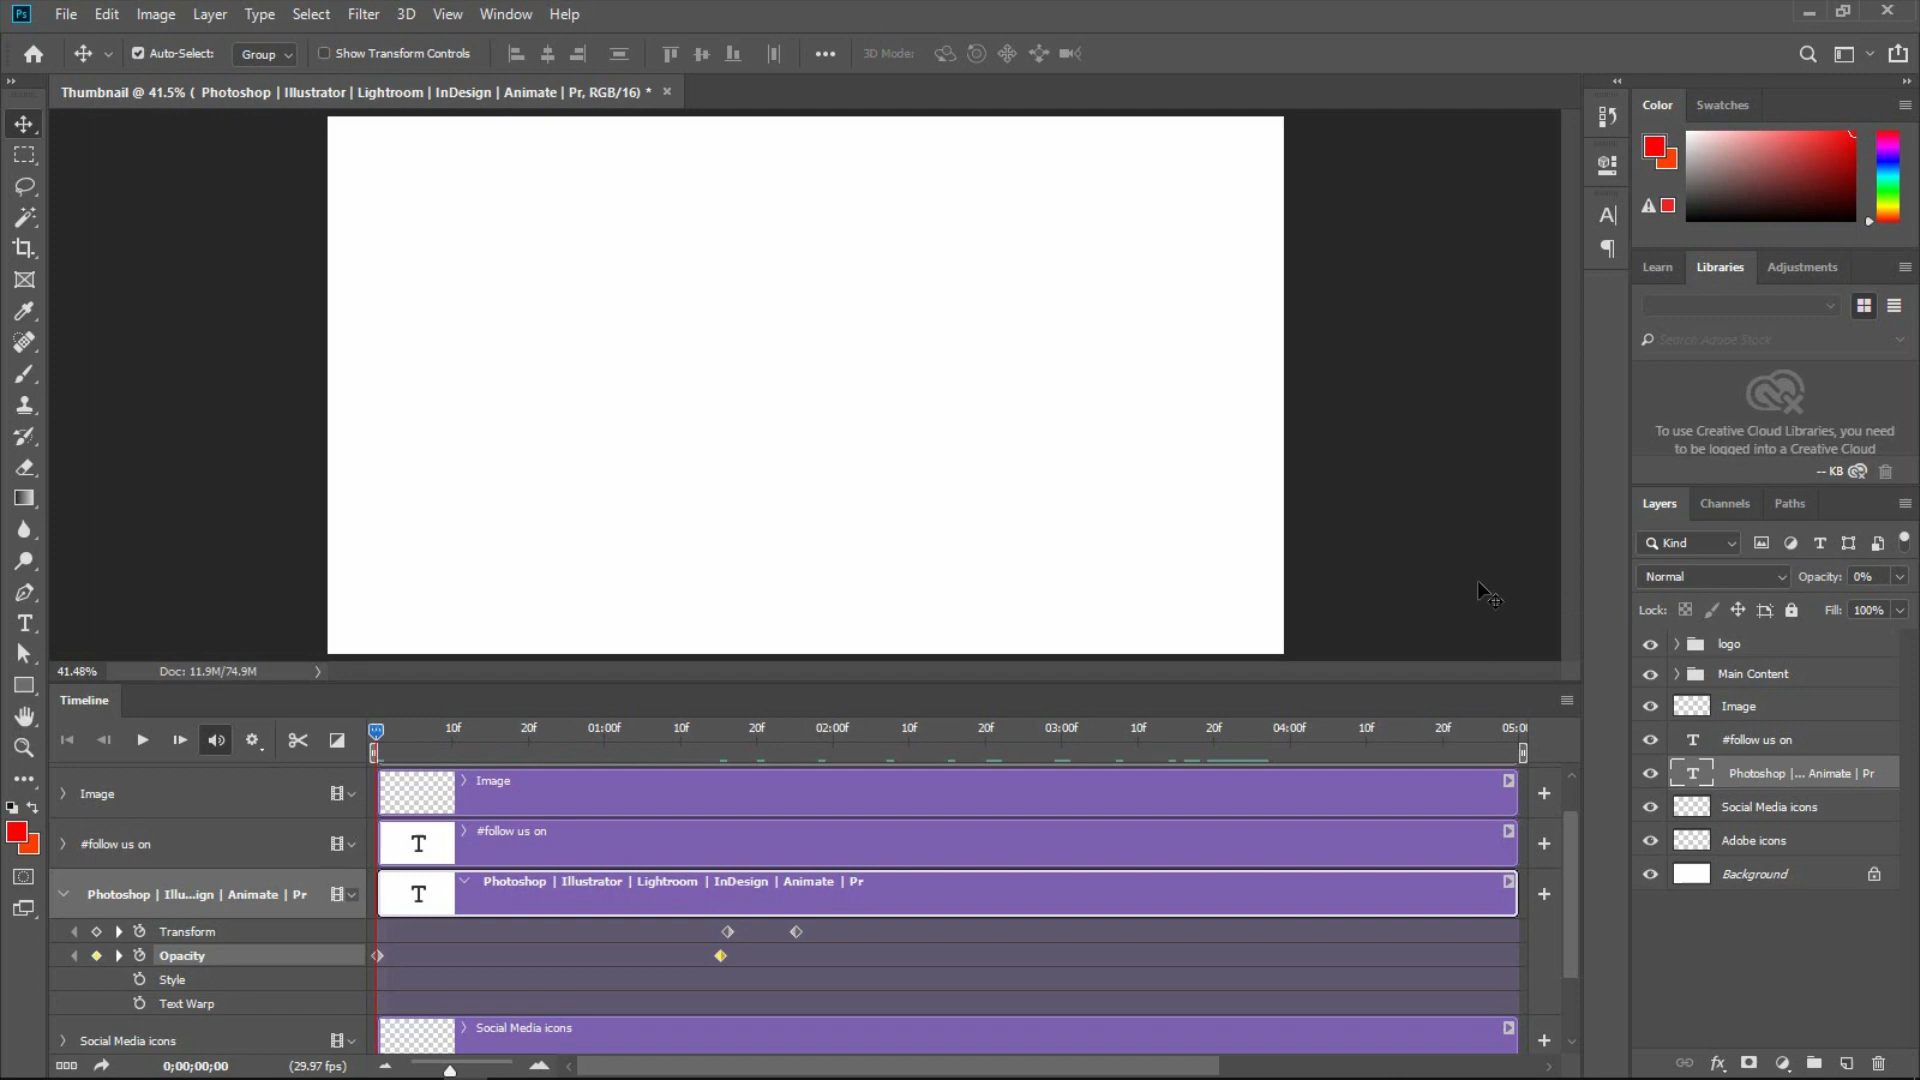 Ps File Edit Image Layer Type Select Filter 3D View Window Help
Auto-Select: Group Show Transform Controls 3D Mode:
Thumbnail @ 41.5% ( Photoshop | Illustrator | Lightroom | InDesign | Animate | Pr, RGB/16) *
Color Swatches
Learn Libraries Adjustments
Search Adobe Stock
To use Creative Cloud Libraries, you need
to be logged into a Creative Cloud
-- KB
Layers Channels Paths
Kind
Normal Opacity: 0%
Lock: Fill: 100%
logo
Main Content
Image
#follow us on
Photoshop |... Animate | Pr
Social Media icons
Adobe icons
Background
41.48% Doc: 11.9M/74.9M
Timeline
10f 20f 01:00f 10f 20f 02:00f 10f 20f 03:00f 10f 20f 04:00f 10f 20f 05:0
Image Image
#follow us on T #follow us on
Photoshop | Illu...ign | Animate | Pr T Photoshop | Illustrator | Lightroom | InDesign | Animate | Pr
Transform
Opacity
Style
Text Warp
Social Media icons Social Media icons
0;00;00;00 (29.97 fps)